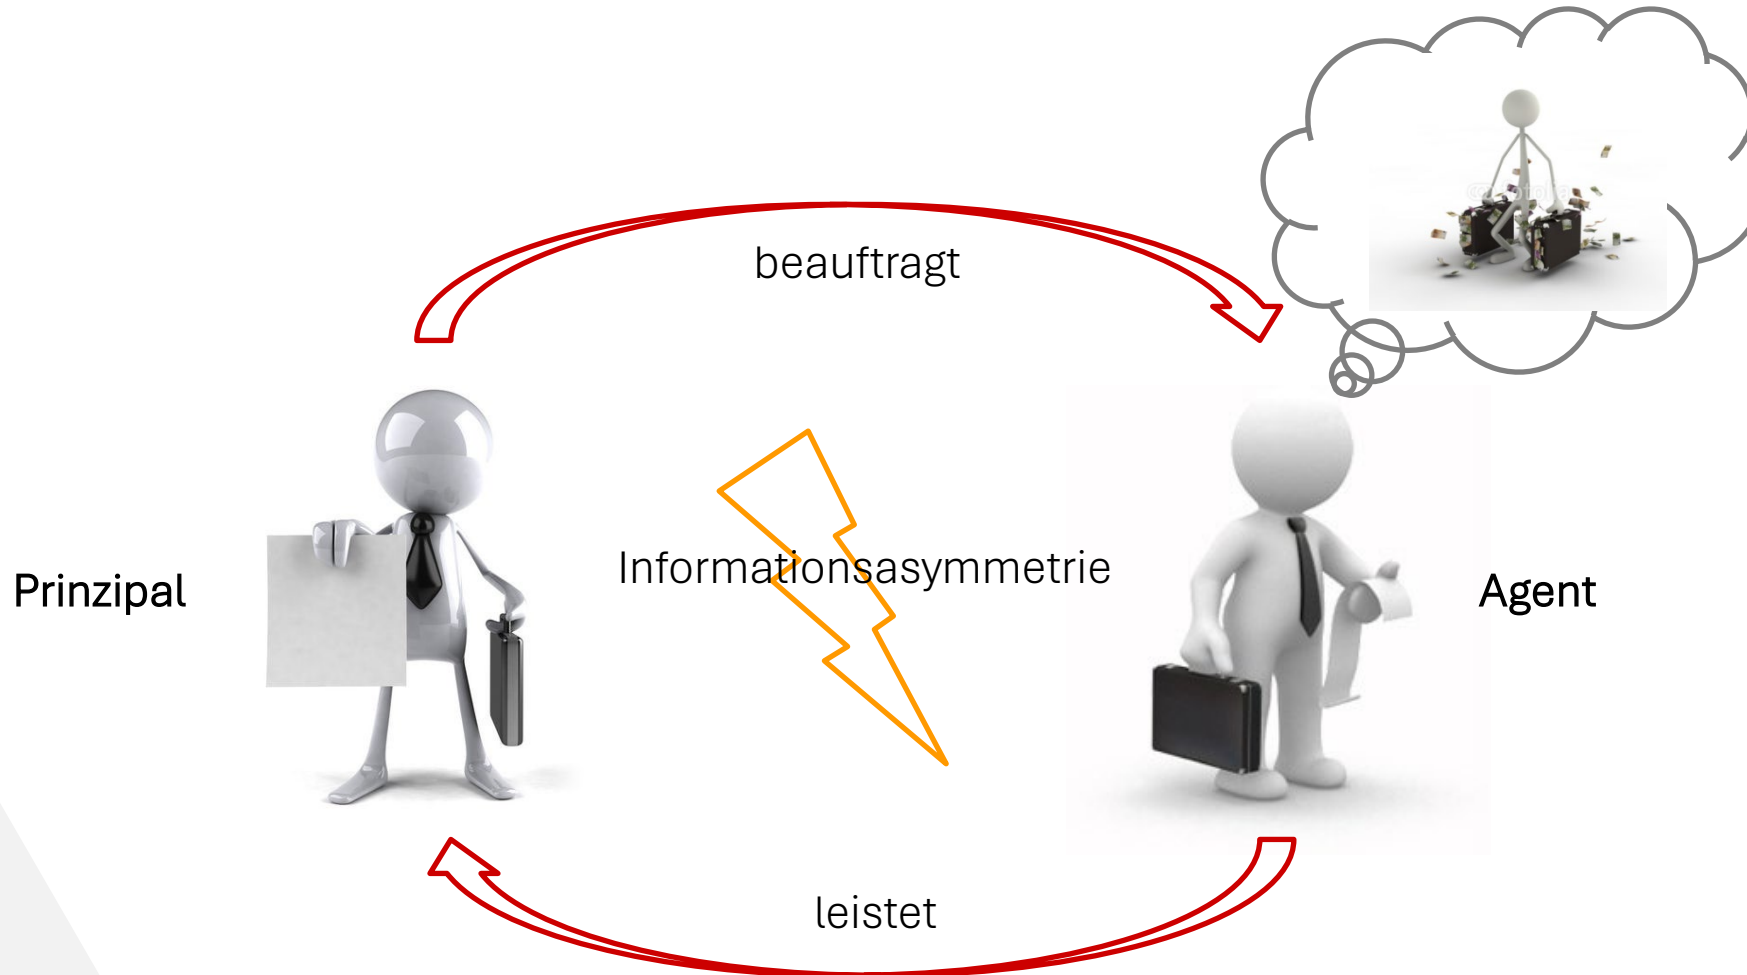 beauftragt
Informationsasymmetrie
Prinzipal
Agent
leistet